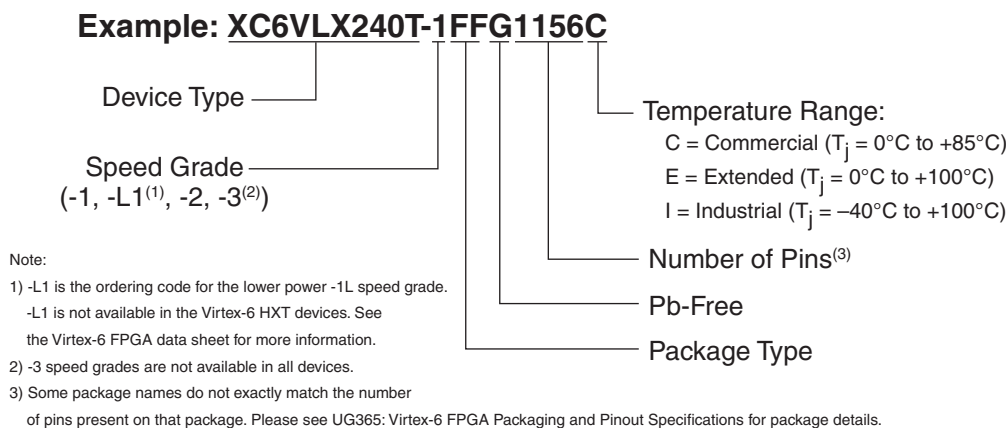 Example: XC6VLX240T-1FFG1156C
Device Type
Speed Grade
(-1, -L1(1), -2, -3(2))
Temperature Range:
C = Commercial (Tj = 0°C to +85°C)
E = Extended (Tj = 0°C to +100°C)
I = Industrial (Tj = –40°C to +100°C)
Number of Pins(3)
Pb-Free
Package Type
Note:
1) -L1 is the ordering code for the lower power -1L speed grade.
-L1 is not available in the Virtex-6 HXT devices. See
the Virtex-6 FPGA data sheet for more information.
2) -3 speed grades are not available in all devices.
3) Some package names do not exactly match the number
of pins present on that package. Please see UG365: Virtex-6 FPGA Packaging and Pinout Specifications for package details.